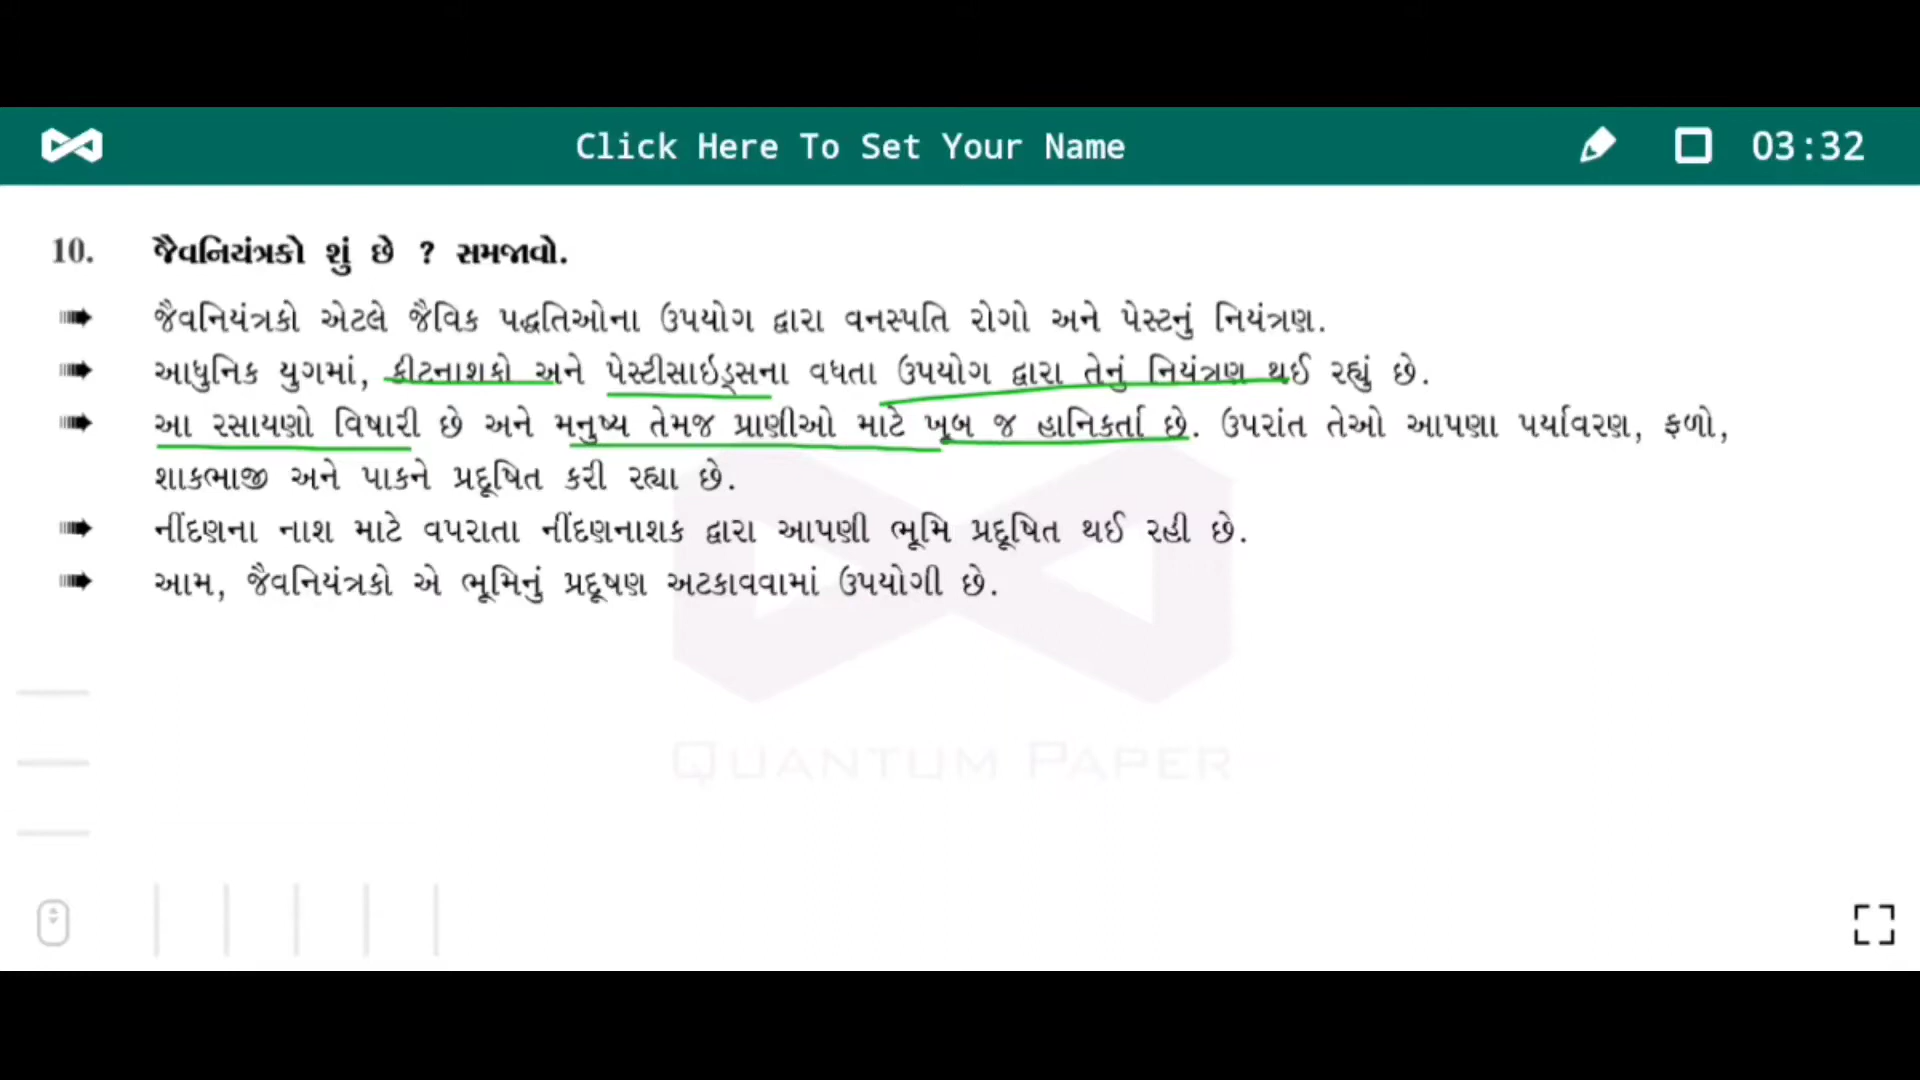 Click Here To Set Your Name
03:32
10. જૈવનિયંત્રકો શું છે ? સમજાવો.
જૈવનિયંત્રકો એટલે જૈવિક પદ્ધતિઓના ઉપયોગ દ્વારા વનસ્પતિ રોગો અને પેસ્ટનું નિયંત્રણ.
આધુનિક યુગમાં, કીટનાશકો અને પેસ્ટીસાઇડ્સના વધતા ઉપયોગ દ્વારા તેનું નિયંત્રણ થઈ રહ્યું છે.
આ રસાયણો વિષારી છે અને મનુષ્ય તેમજ પ્રાણીઓ માટે ખૂબ જ હાનિકર્તા છે. ઉપરાંત તેઓ આપણા પર્યાવરણ, ફળો,
શાકભાજી અને પાકને પ્રદૂષિત કરી રહ્યા છે.
નીંદણના નાશ માટે વપરાતા નીંદણનાશક દ્વારા આપણી ભૂમિ પ્રદૂષિત થઈ રહી છે.
આમ, જૈવનિયંત્રકો એ ભૂમિનું પ્રદૂષણ અટકાવવામાં ઉપયોગી છે.
QUANTUM PAPER